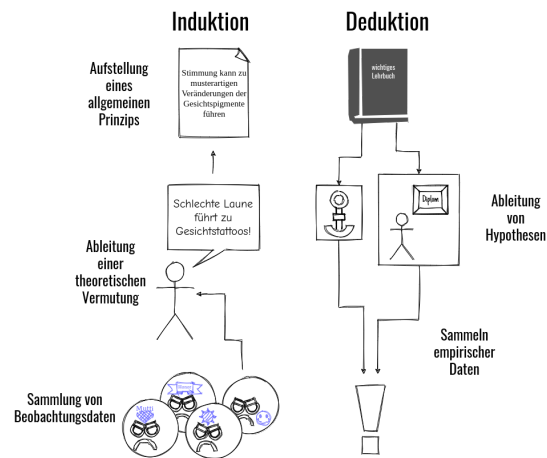 Induktion
Deduktion
Aufstellung
eines
allgemeinen
Prinzips
Stimmung kann zu
musterartigen
Veränderungen der
Gesichtspigmente
führen
wichtiges
Lehrbuch
Schlechte Laune
führt zu
Gesichtstattoos!
Diplom
Ableitung
von
Hypothesen
Ableitung
einer
theoretischen
Vermutung
Sammeln
empirischer
Daten
Sammlung von
Beobachtungsdaten
Mutti